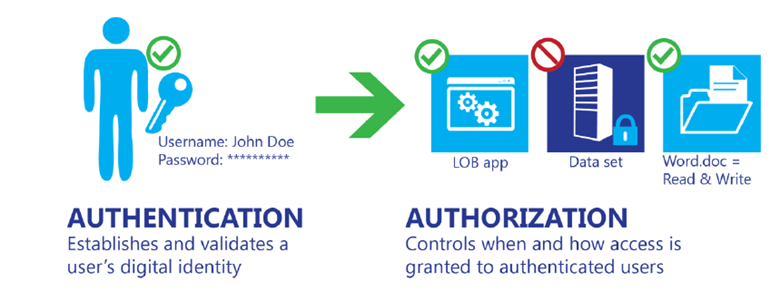 Username: John Doe
Password: **********
AUTHENTICATION
Establishes and validates a
user's digital identity
LOB app
Data set
Word.doc =
Read & Write
AUTHORIZATION
Controls when and how access is
granted to authenticated users